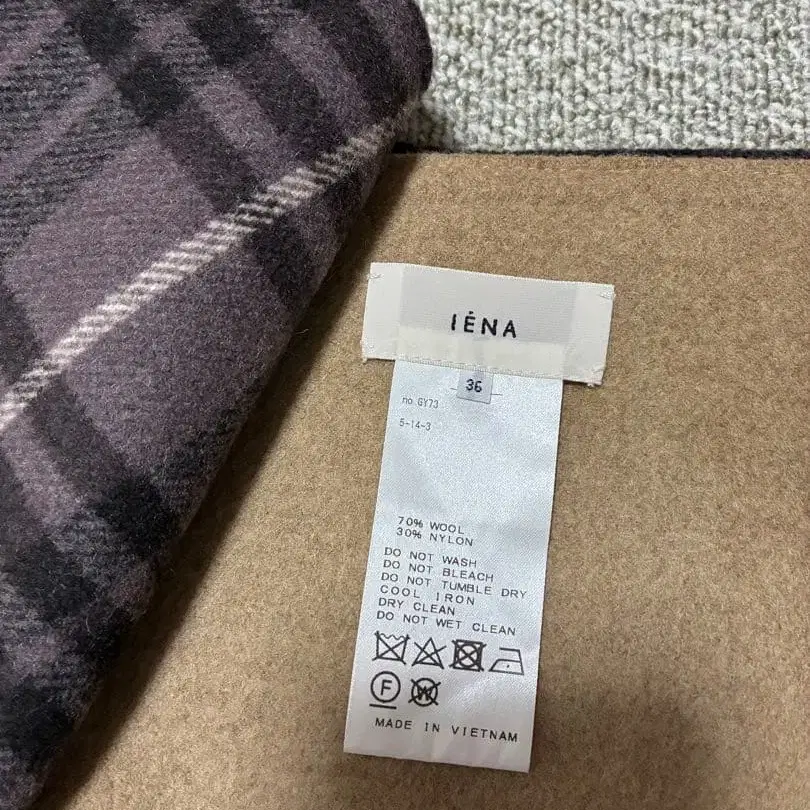 IÉNA
36
no.GY73
5-14-3
70% WOOL
30% NYLON
DO NOT WASH
DO NOT BLEACH
DO NOT TUMBLE DRY
COOL IRON
DRY CLEAN
DO NOT WET CLEAN
F W
MADE IN VIETNAM